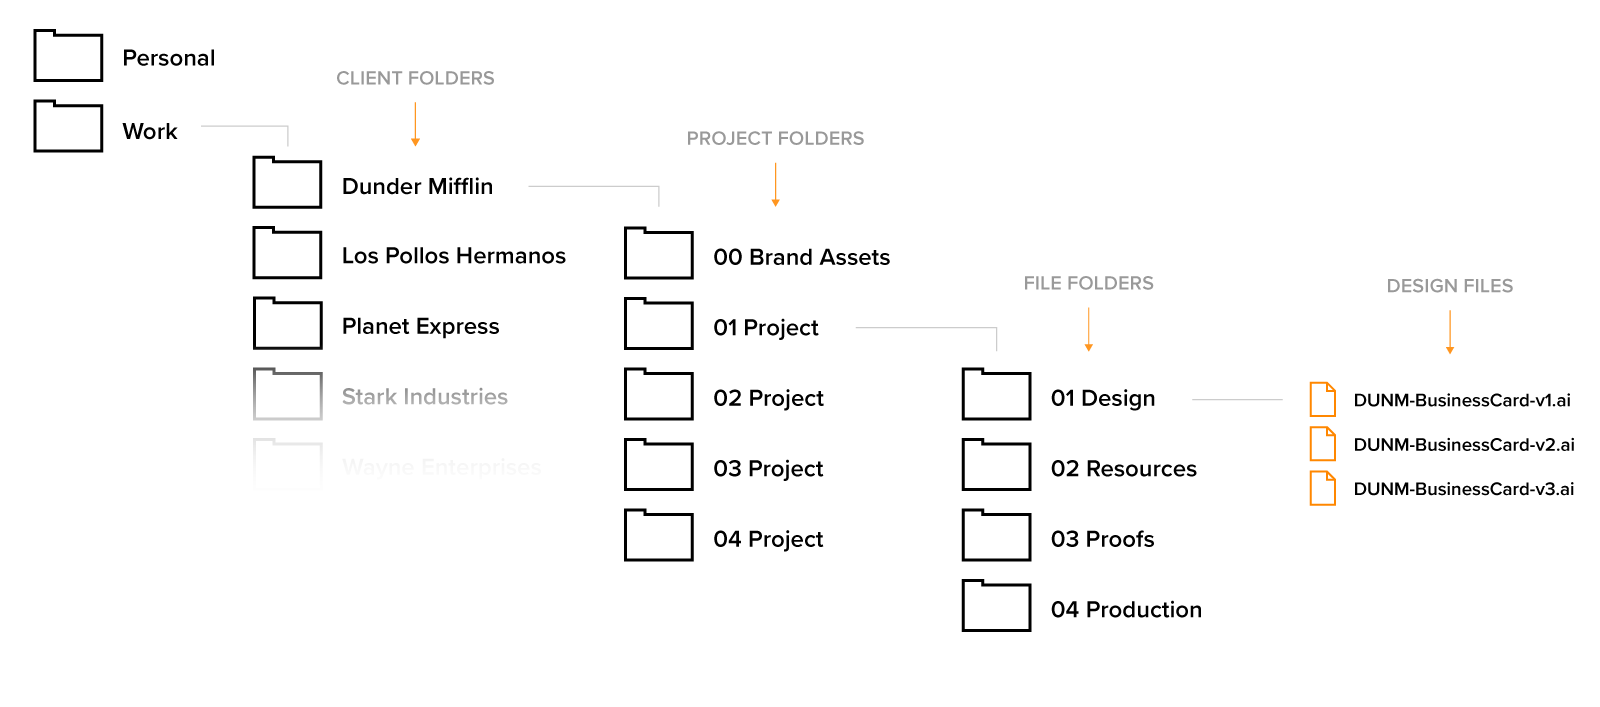 Personal
Work
CLIENT FOLDERS
Dunder Mifflin
Los Pollos Hermanos
Planet Express
Stark Industries
Wayne Enterprises
PROJECT FOLDERS
00 Brand Assets
01 Project
02 Project
03 Project
04 Project
FILE FOLDERS
01 Design
02 Resources
03 Proofs
04 Production
DESIGN FILES
DUNM-BusinessCard-v1.ai
DUNM-BusinessCard-v2.ai
DUNM-BusinessCard-v3.ai